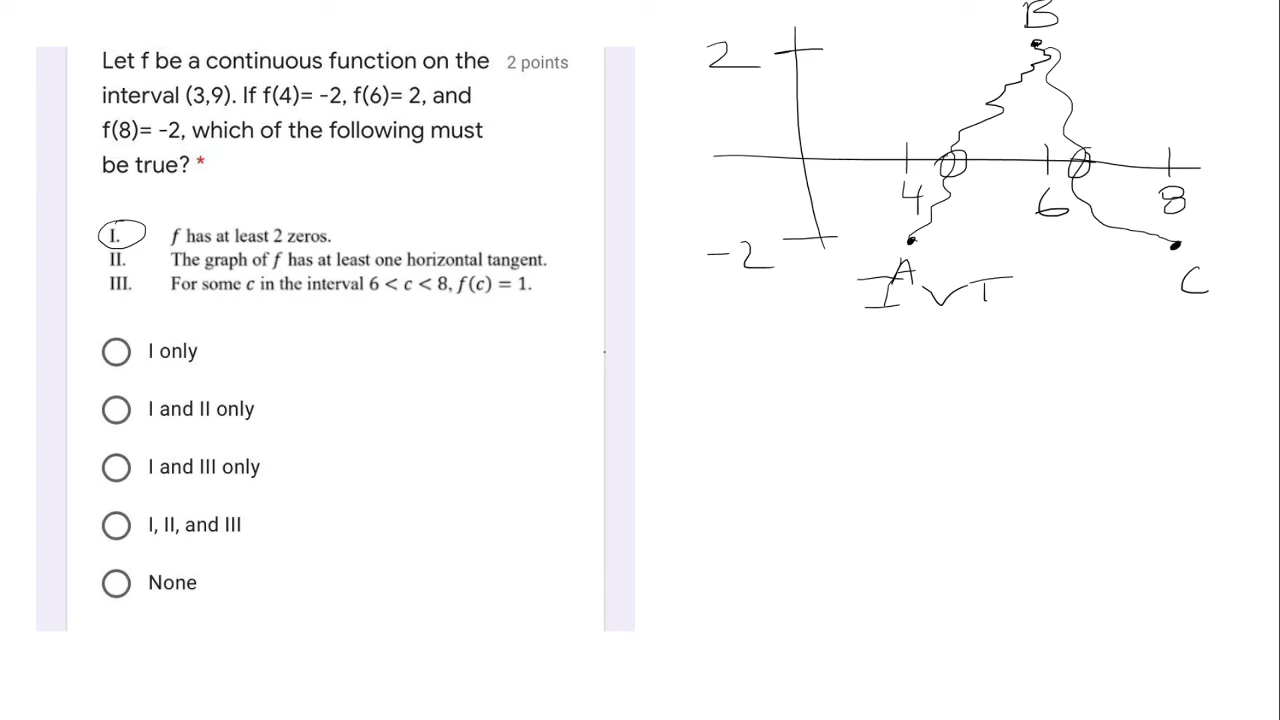 Let f be a continuous function on the 2 points
interval (3,9). If f(4)= -2, f(6)= 2, and
f(8)= -2, which of the following must
be true? *
I. f has at least 2 zeros.
II. The graph of f has at least one horizontal tangent.
III. For some c in the interval 6 < c < 8, f(c) = 1.
I only
I and II only
I and III only
I, II, and III
None
B
2
4
6
8
-2
A
C
IVT